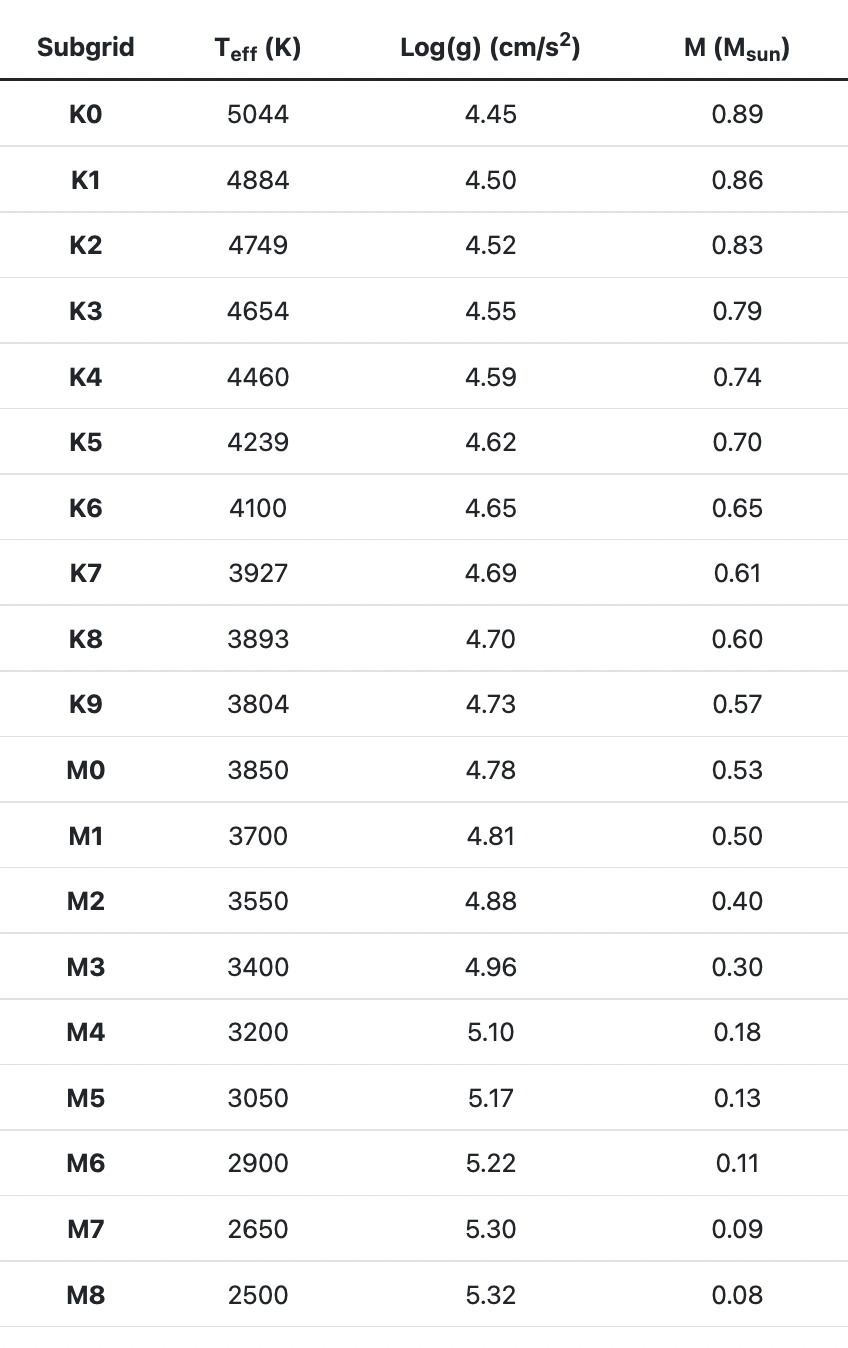 Subgrid Teff (K) Log(g) (cm/s²) M (Msun)
K0 5044 4.45 0.89
K1 4884 4.50 0.86
K2 4749 4.52 0.83
K3 4654 4.55 0.79
K4 4460 4.59 0.74
K5 4239 4.62 0.70
K6 4100 4.65 0.65
K7 3927 4.69 0.61
K8 3893 4.70 0.60
K9 3804 4.73 0.57
M0 3850 4.78 0.53
M1 3700 4.81 0.50
M2 3550 4.88 0.40
M3 3400 4.96 0.30
M4 3200 5.10 0.18
M5 3050 5.17 0.13
M6 2900 5.22 0.11
M7 2650 5.30 0.09
M8 2500 5.32 0.08